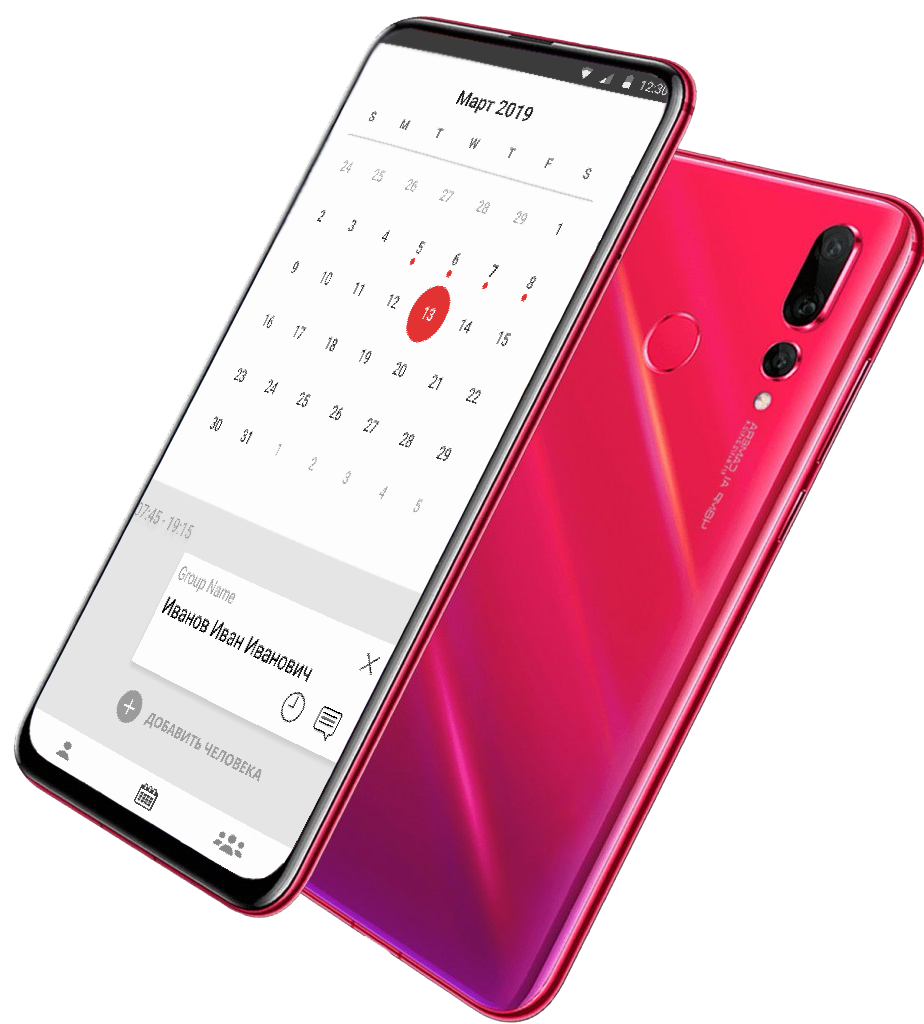 12:30
Март 2019
S M T W T F S
24 25 26 27 28 29 1
2 3 4 5 6 7 8
9 10 11 12 13 14 15
16 17 18 19 20 21 22
23 24 25 26 27 28 29
30 31 1 2 3 4 5
07:45 - 19:15
Group Name
Иванов Иван Иванович
ДОБАВИТЬ ЧЕЛОВЕКА
AI CAMERA